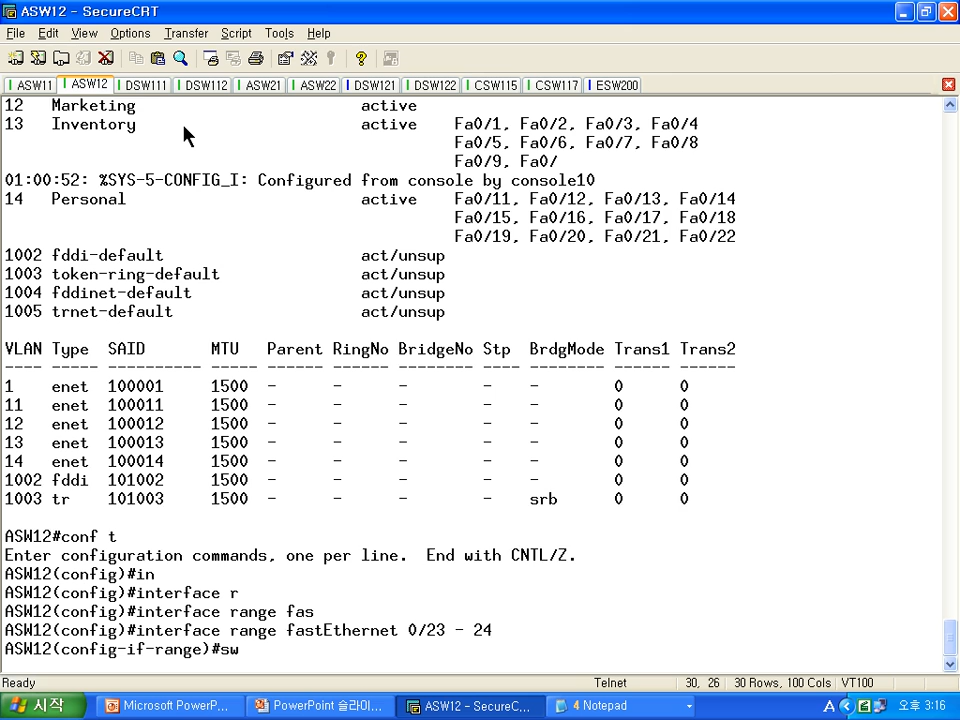 ASW12 - SecureCRT
File Edit View Options Transfer Script Tools Help
ASW11 ASW12 DSW111 DSW112 ASW21 ASW22 DSW121 DSW122 CSW115 CSW117 ESW200
12   Marketing                        active
13   Inventory                        active    Fa0/1, Fa0/2, Fa0/3, Fa0/4
                                                Fa0/5, Fa0/6, Fa0/7, Fa0/8
                                                Fa0/9, Fa0/
01:00:52: %SYS-5-CONFIG_I: Configured from console by console10
14   Personal                         active    Fa0/11, Fa0/12, Fa0/13, Fa0/14
                                                Fa0/15, Fa0/16, Fa0/17, Fa0/18
                                                Fa0/19, Fa0/20, Fa0/21, Fa0/22
1002 fddi-default                     act/unsup
1003 token-ring-default               act/unsup
1004 fddinet-default                  act/unsup
1005 trnet-default                    act/unsup
VLAN Type  SAID       MTU   Parent RingNo BridgeNo Stp  BrdgMode Trans1 Trans2
---- ----- ---------- ----- ------ ------ -------- ---- -------- ------ ------
1    enet  100001     1500  -      -      -        -    -        0      0
11   enet  100011     1500  -      -      -        -    -        0      0
12   enet  100012     1500  -      -      -        -    -        0      0
13   enet  100013     1500  -      -      -        -    -        0      0
14   enet  100014     1500  -      -      -        -    -        0      0
1002 fddi  101002     1500  -      -      -        -    -        0      0
1003 tr    101003     1500  -      -      -        -    srb      0      0
ASW12#conf t
Enter configuration commands, one per line.  End with CNTL/Z.
ASW12(config)#in
ASW12(config)#interface r
ASW12(config)#interface range fas
ASW12(config)#interface range fastEthernet 0/23 - 24
ASW12(config-if-range)#sw
Ready Telnet 30, 26 30 Rows, 100 Cols VT100
시작 Microsoft PowerP... PowerPoint 슬라이... ASW12 - SecureC... 4 Notepad A 오후 3:16